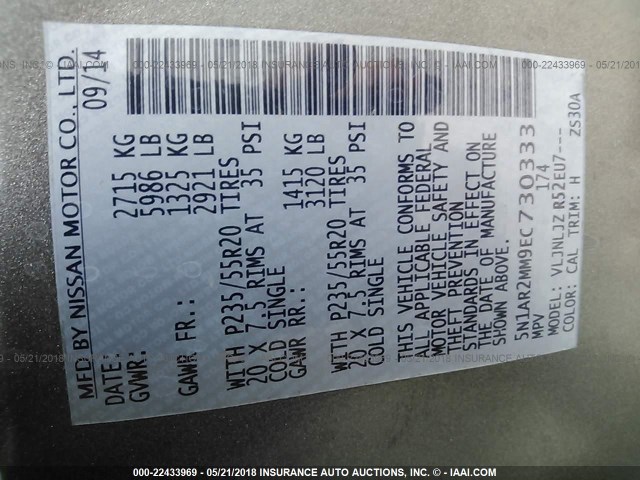 MFD BY NISSAN MOTOR CO., LTD.
DATE: 09/14
GVWR: 2715 KG
5986 LB
GAWR FR.: 1325 KG
2921 LB
WITH P235/55R20 TIRES
20 X 7.5 RIMS AT 35 PSI
COLD SINGLE
GAWR RR.: 1415 KG
3120 LB
WITH P235/55R20 TIRES
20 X 7.5 RIMS AT 35 PSI
COLD SINGLE
THIS VEHICLE CONFORMS TO
ALL APPLICABLE FEDERAL
MOTOR VEHICLE SAFETY AND
THEFT PREVENTION
STANDARDS IN EFFECT ON
THE DATE OF MANUFACTURE
SHOWN ABOVE.
5N1AR2MM9EC730333
MPV 174
MODEL: VLJNLJZ R52EU7---
COLOR: CAL TRIM: H ZS30A
000-22433969 - 05/21/2018 INSURANCE AUTO AUCTIONS, INC. - © - IAAI.COM